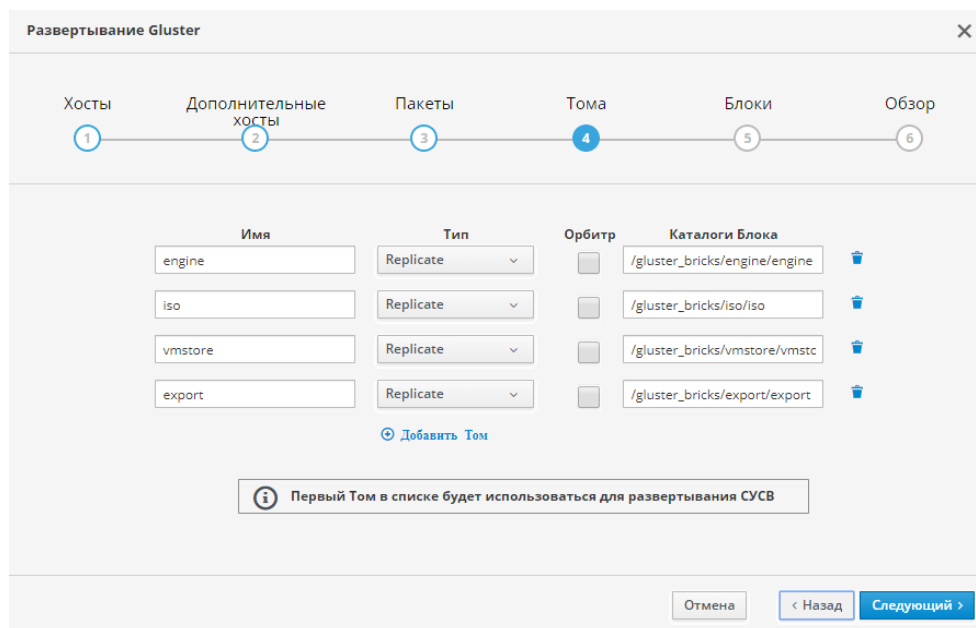 Развертывание Gluster
Хосты Дополнительные хосты Пакеты Тома Блоки Обзор
1 2 3 4 5 6
Имя Тип Орбитр Каталоги Блока
engine Replicate /gluster_bricks/engine/engine
iso Replicate /gluster_bricks/iso/iso
vmstore Replicate /gluster_bricks/vmstore/vmstc
export Replicate /gluster_bricks/export/export
Добавить Том
Первый Том в списке будет использоваться для развертывания СУСВ
Отмена < Назад Следующий >